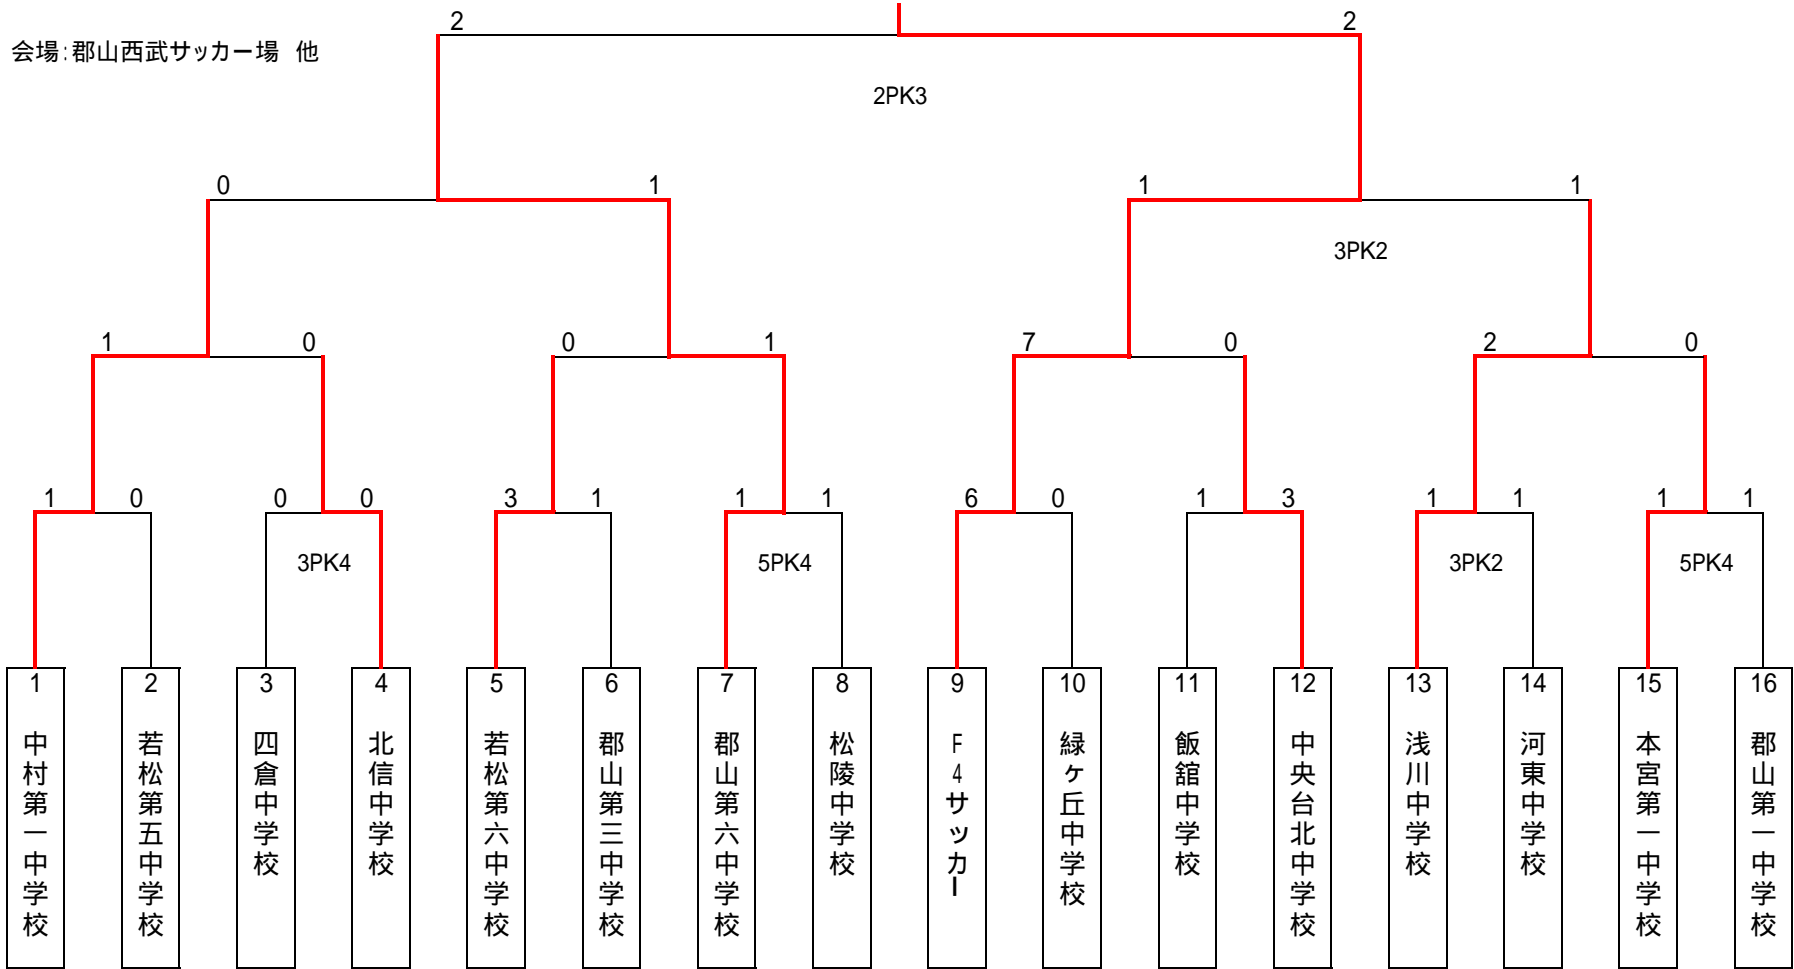 2 2
会場:郡山西武サッカー場 他
2PK3
0 1 1 1
3PK2
1 0 0 1 7 0 2 0
1 0 0 0 3 1 1 1 6 0 1 3 1 1 1 1
3PK4 5PK4 3PK2 5PK4
1 2 3 4 5 6 7 8 9 10 11 12 13 14 15 16
中村第一中学校
若松第五中学校
四倉中学校
北信中学校
若松第六中学校
郡山第三中学校
郡山第六中学校
松陵中学校
F4サッカー
緑ヶ丘中学校
飯舘中学校
中央台北中学校
浅川中学校
河東中学校
本宮第一中学校
郡山第一中学校